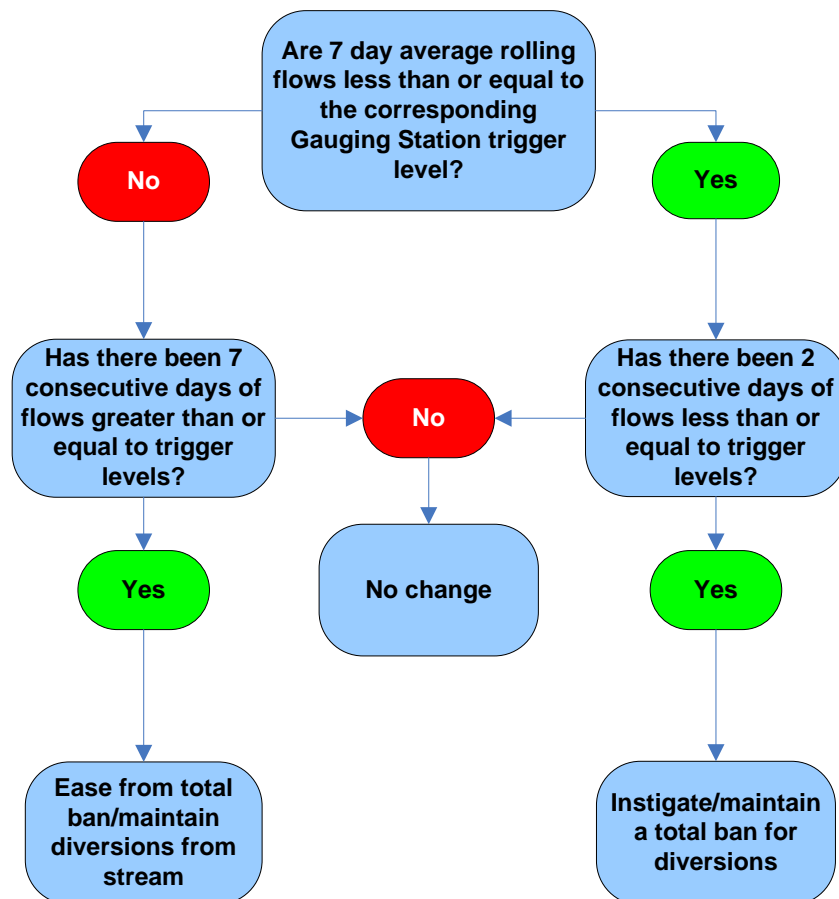 Are 7 day average rolling
flows less than or equal to
the corresponding
Gauging Station trigger
level?
No
Yes
Has there been 7
consecutive days of
flows greater than or
equal to trigger
levels?
No
Has there been 2
consecutive days of
flows less than or
equal to trigger
levels?
Yes
No change
Yes
Ease from total
ban/maintain
diversions from
stream
Instigate/maintain
a total ban for
diversions